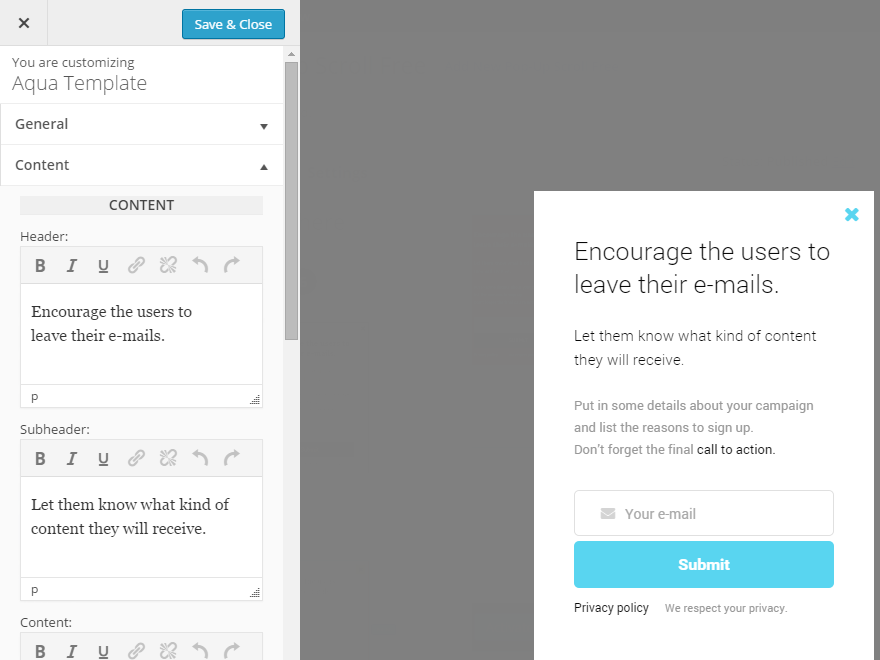 Save & Close
You are customizing
Aqua Template
General
Content
CONTENT
Header:
B I U
Encourage the users to
leave their e-mails.
p
Subheader:
B I U
Let them know what kind of
content they will receive.
p
Content:
B I U
Encourage the users to
leave their e-mails.
Let them know what kind of content
they will receive.
Put in some details about your campaign
and list the reasons to sign up.
Don't forget the final call to action.
Your e-mail
Submit
Privacy policy We respect your privacy.